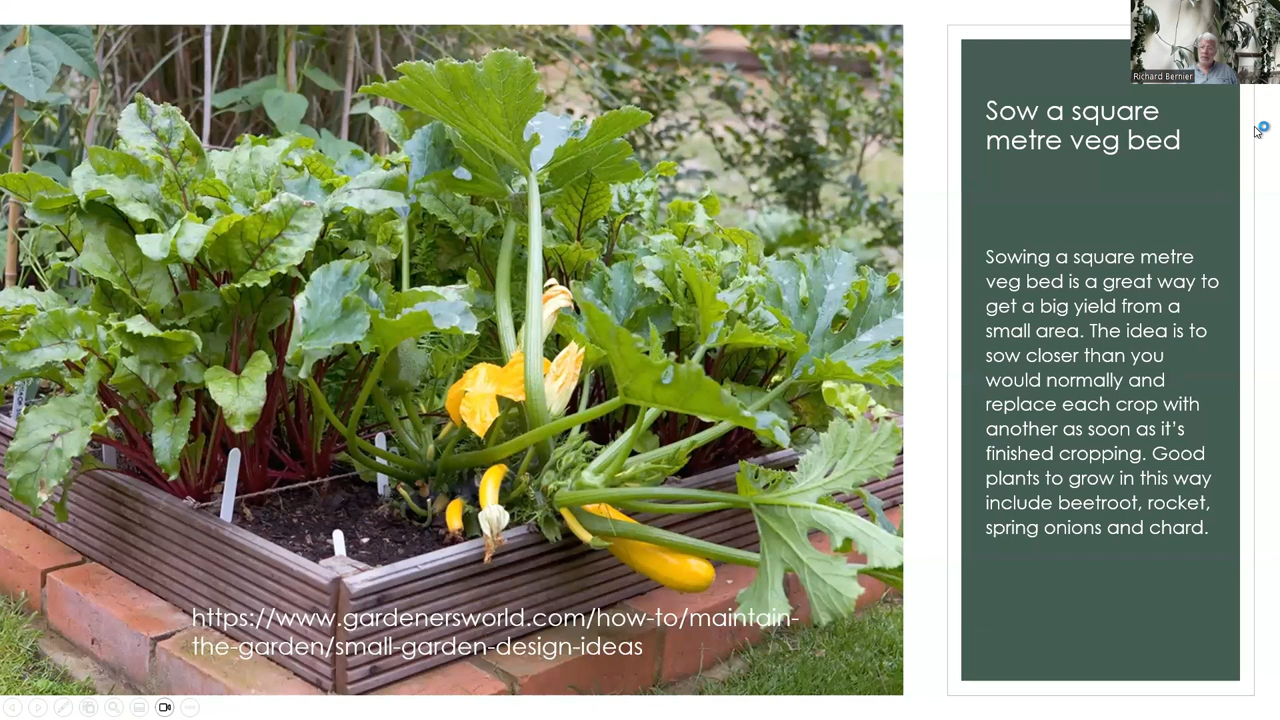 Richard Bernier
Sow a square
metre veg bed
Sowing a square metre
veg bed is a great way to
get a big yield from a
small area. The idea is to
sow closer than you
would normally and
replace each crop with
another as soon as it’s
finished cropping. Good
plants to grow in this way
include beetroot, rocket,
spring onions and chard.
https://www.gardenersworld.com/how-to/maintain-
the-garden/small-garden-design-ideas